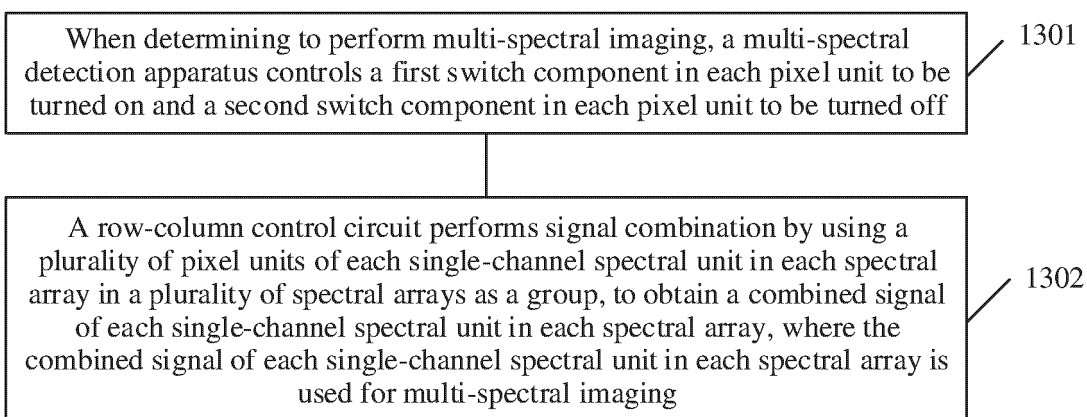 When determining to perform multi-spectral imaging, a multi-spectral
detection apparatus controls a first switch component in each pixel unit to be
turned on and a second switch component in each pixel unit to be turned off
1301
A row-column control circuit performs signal combination by using a
plurality of pixel units of each single-channel spectral unit in each spectral
array in a plurality of spectral arrays as a group, to obtain a combined signal
of each single-channel spectral unit in each spectral array, where the
combined signal of each single-channel spectral unit in each spectral array is
used for multi-spectral imaging
1302